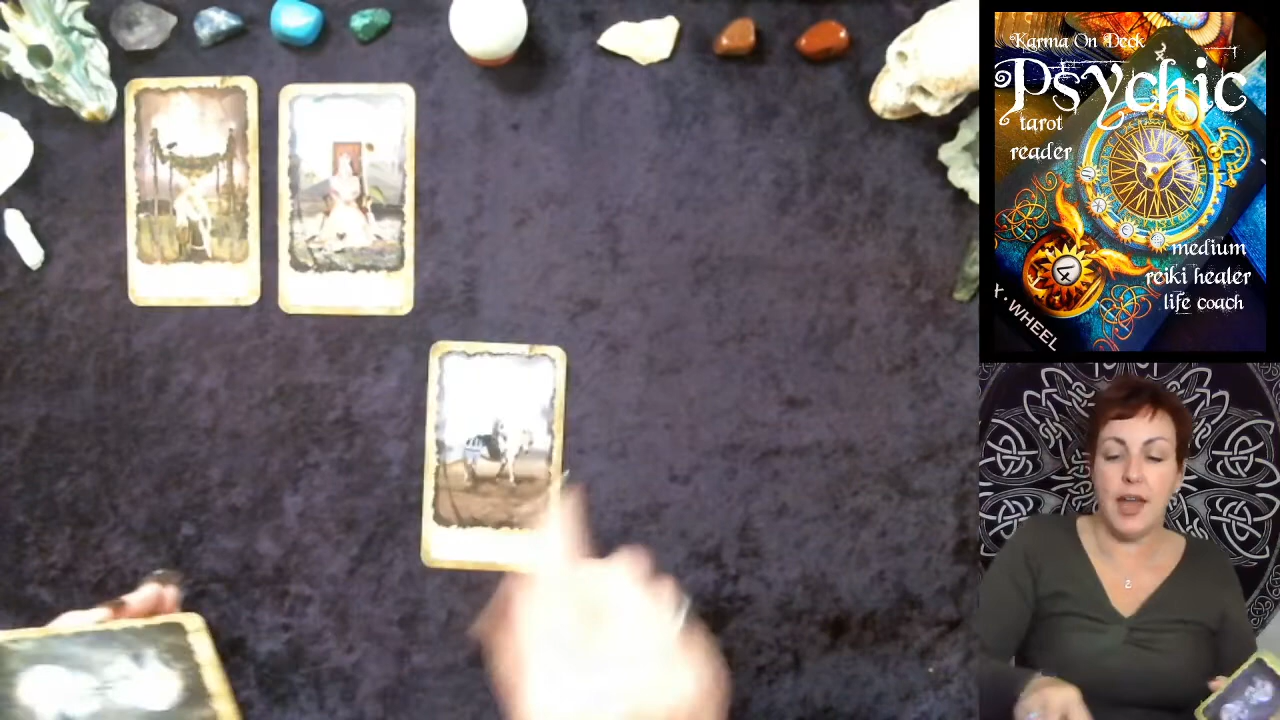 Karma On Deck
Psychic
tarot
reader
medium
reiki healer
life coach
X • WHEEL